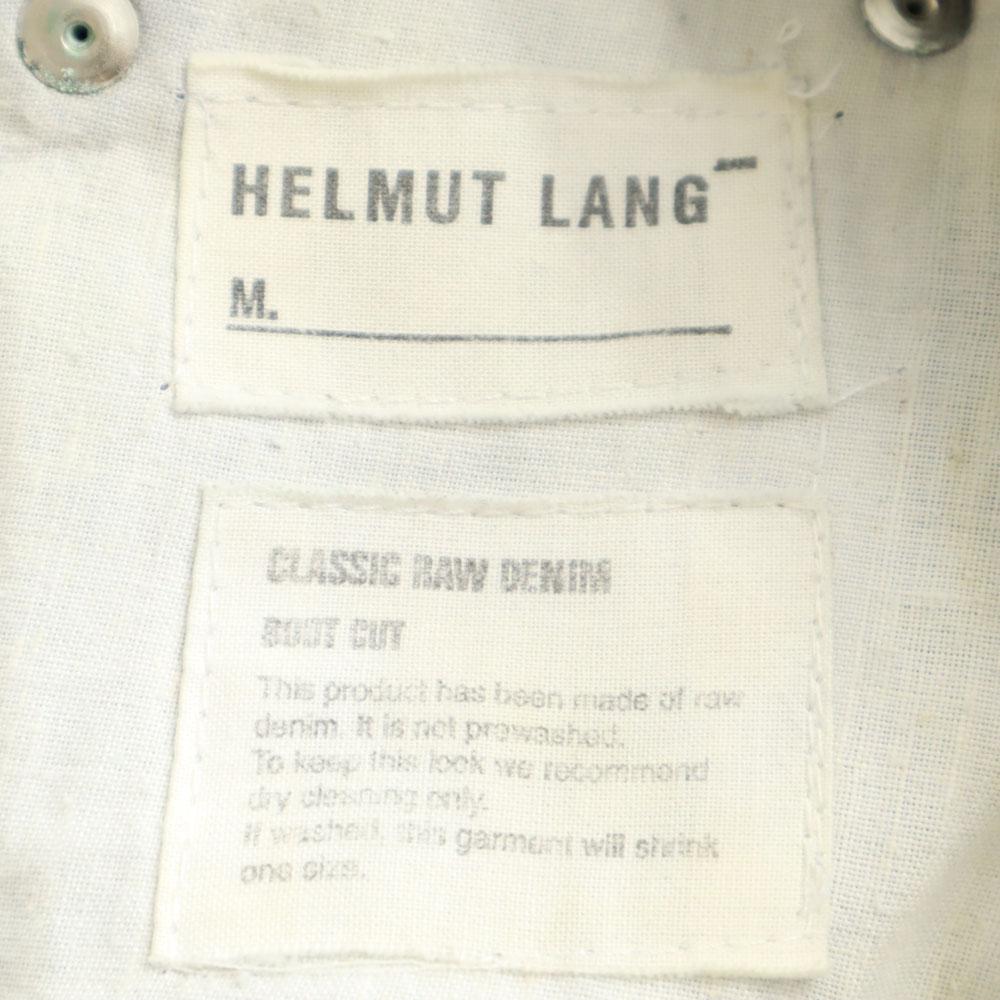 HELMUT LANG JEANS
M.
CLASSIC RAW DENIM
BOOT CUT
This product has been made of raw
denim. It is not prewashed.
To keep this look we recommend
dry cleaning only.
If washed, this garment will shrink
one size.